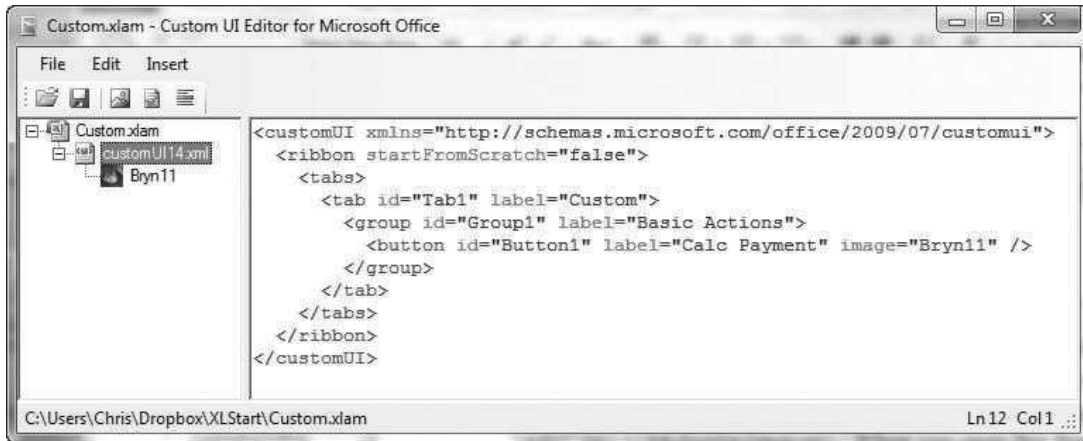 Custom.xlam - Custom UI Editor for Microsoft Office
File Edit Insert
Custom.xlam
customUI14.xml
Bryn11
<customUI xmlns="http://schemas.microsoft.com/office/2009/07/customui">
<ribbon startFromScratch="false">
<tabs>
<tab id="Tab1" label="Custom">
<group id="Group1" label="Basic Actions">
<button id="Button1" label="Calc Payment" image="Bryn11" />
</group>
</tab>
</tabs>
</ribbon>
</customUI>
C:\Users\Chris\Dropbox\XLStart\Custom.xlam
Ln 12 Col 1